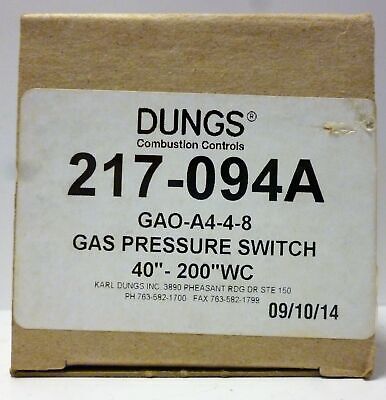 DUNGS®
Combustion Controls
217-094A
GAO-A4-4-8
GAS PRESSURE SWITCH
40"- 200"WC
KARL DUNGS INC. 3890 PHEASANT RDG DR STE 150
PH 763-582-1700 FAX 763-582-1799
09/10/14